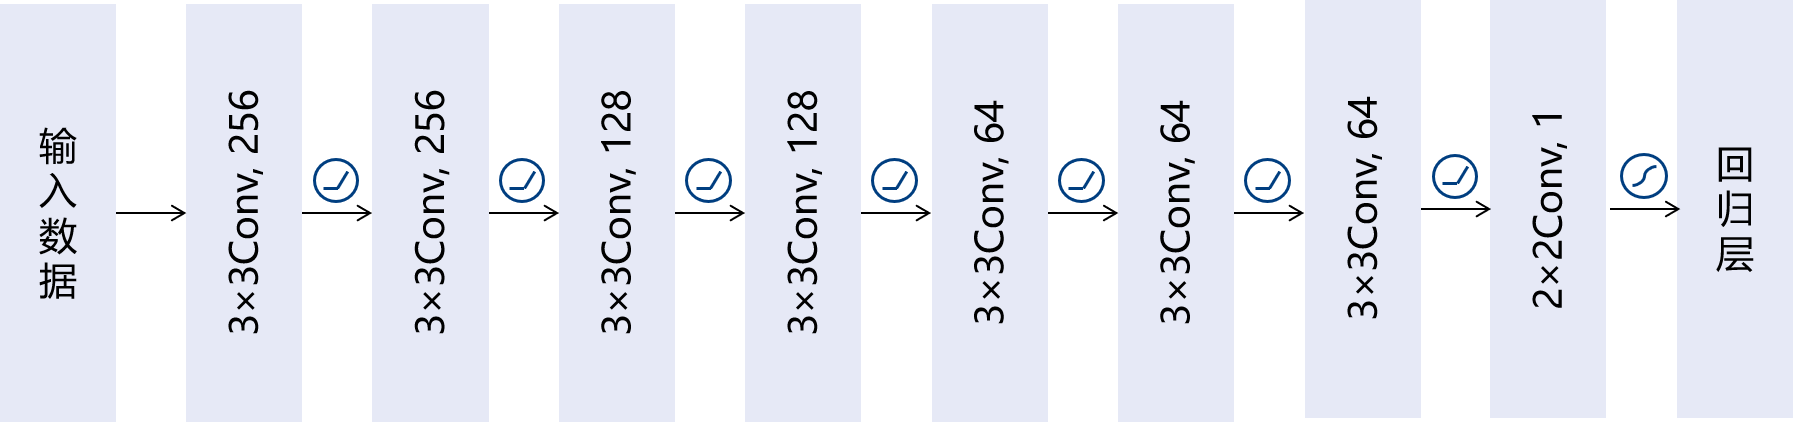 输入数据
3×3Conv, 256
3×3Conv, 256
3×3Conv, 128
3×3Conv, 128
3×3Conv, 64
3×3Conv, 64
3×3Conv, 64
2×2Conv, 1
回归层